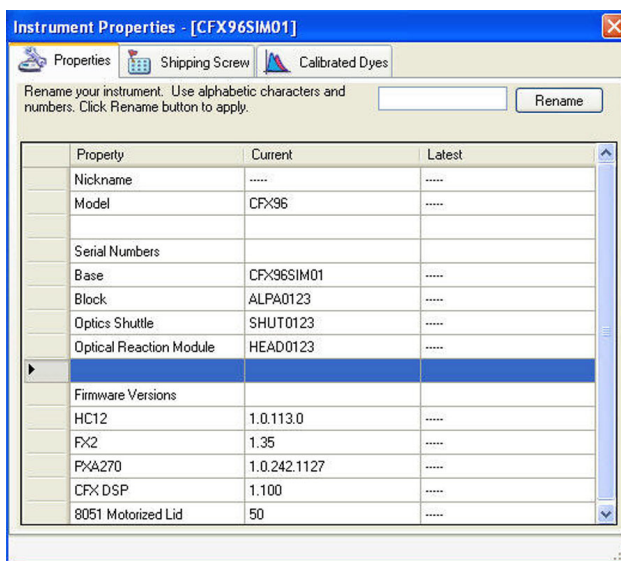 Instrument Properties - [CFX96SIM01]
Properties Shipping Screw Calibrated Dyes
Rename your instrument. Use alphabetic characters and
numbers. Click Rename button to apply.
Rename
Property Current Latest
Nickname ----- -----
Model CFX96 -----
Serial Numbers
Base CFX96SIM01 -----
Block ALPA0123 -----
Optics Shuttle SHUT0123 -----
Optical Reaction Module HEAD0123 -----
Firmware Versions
HC12 1.0.113.0 -----
FX2 1.35 -----
PXA270 1.0.242.1127 -----
CFX DSP 1.100 -----
8051 Motorized Lid 50 -----